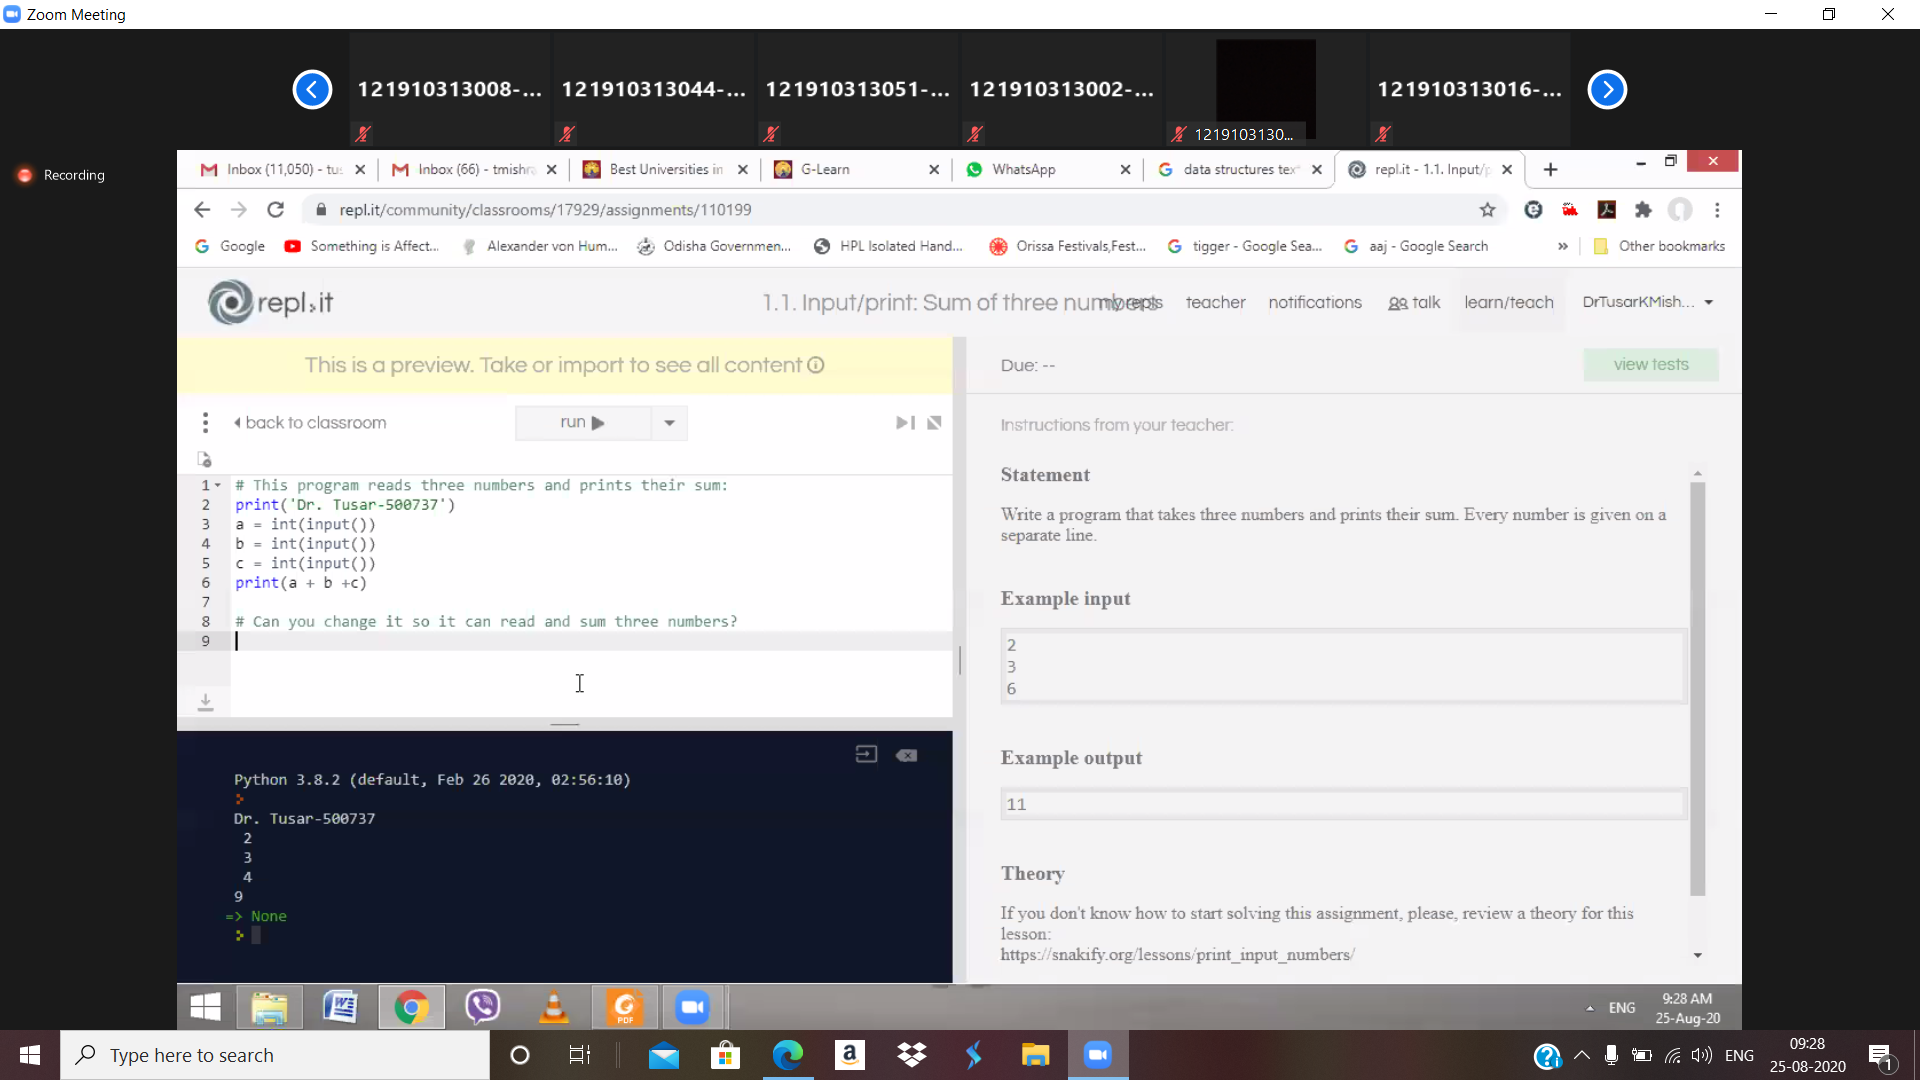 Zoom Meeting
121910313008-...
121910313044-...
121910313051-...
121910313002-...
1219103130...
121910313016-...
Recording
Inbox (11,050) - tus
Inbox (66) - tmishra
Best Universities in
G-Learn
WhatsApp
data structures text
repl.it - 1.1. Input/p
repl.it/community/classrooms/17929/assignments/110199
Google
Something is Affect...
Alexander von Hum...
Odisha Governmen...
HPL Isolated Hand...
Orissa Festivals,Fest...
tigger - Google Sea...
aaj - Google Search
»
Other bookmarks
repl.it
1.1. Input/print: Sum of three numbers
my repls
teacher
notifications
talk
learn/teach
DrTusarKMish...
This is a preview. Take or import to see all content
Due: --
view tests
back to classroom
run
Instructions from your teacher:
1 # This program reads three numbers and prints their sum:
2 print('Dr. Tusar-500737')
3 a = int(input())
4 b = int(input())
5 c = int(input())
6 print(a + b +c)
7
8 # Can you change it so it can read and sum three numbers?
9
Python 3.8.2 (default, Feb 26 2020, 02:56:10)
Dr. Tusar-500737
2
3
4
9
=> None
Statement
Write a program that takes three numbers and prints their sum. Every number is given on a
separate line.
Example input
2
3
6
Example output
11
Theory
If you don't know how to start solving this assignment, please, review a theory for this
lesson:
https://snakify.org/lessons/print_input_numbers/
PDF
ENG
9:28 AM
25-Aug-20
Type here to search
ENG
09:28
25-08-2020
1